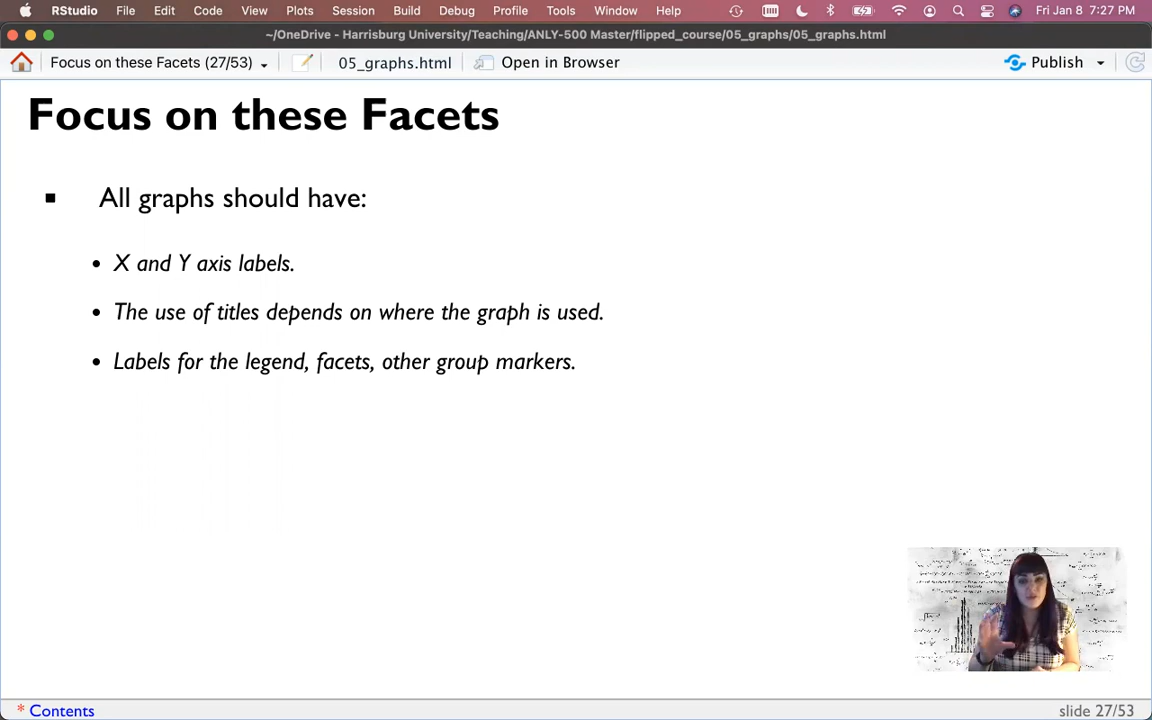 RStudio File Edit Code View Plots Session Build Debug Profile Tools Window Help Fri Jan 8 7:27 PM
~/OneDrive - Harrisburg University/Teaching/ANLY-500 Master/flipped_course/05_graphs/05_graphs.html
Focus on these Facets (27/53) 05_graphs.html Open in Browser Publish
Focus on these Facets
All graphs should have:
X and Y axis labels.
The use of titles depends on where the graph is used.
Labels for the legend, facets, other group markers.
* Contents slide 27/53